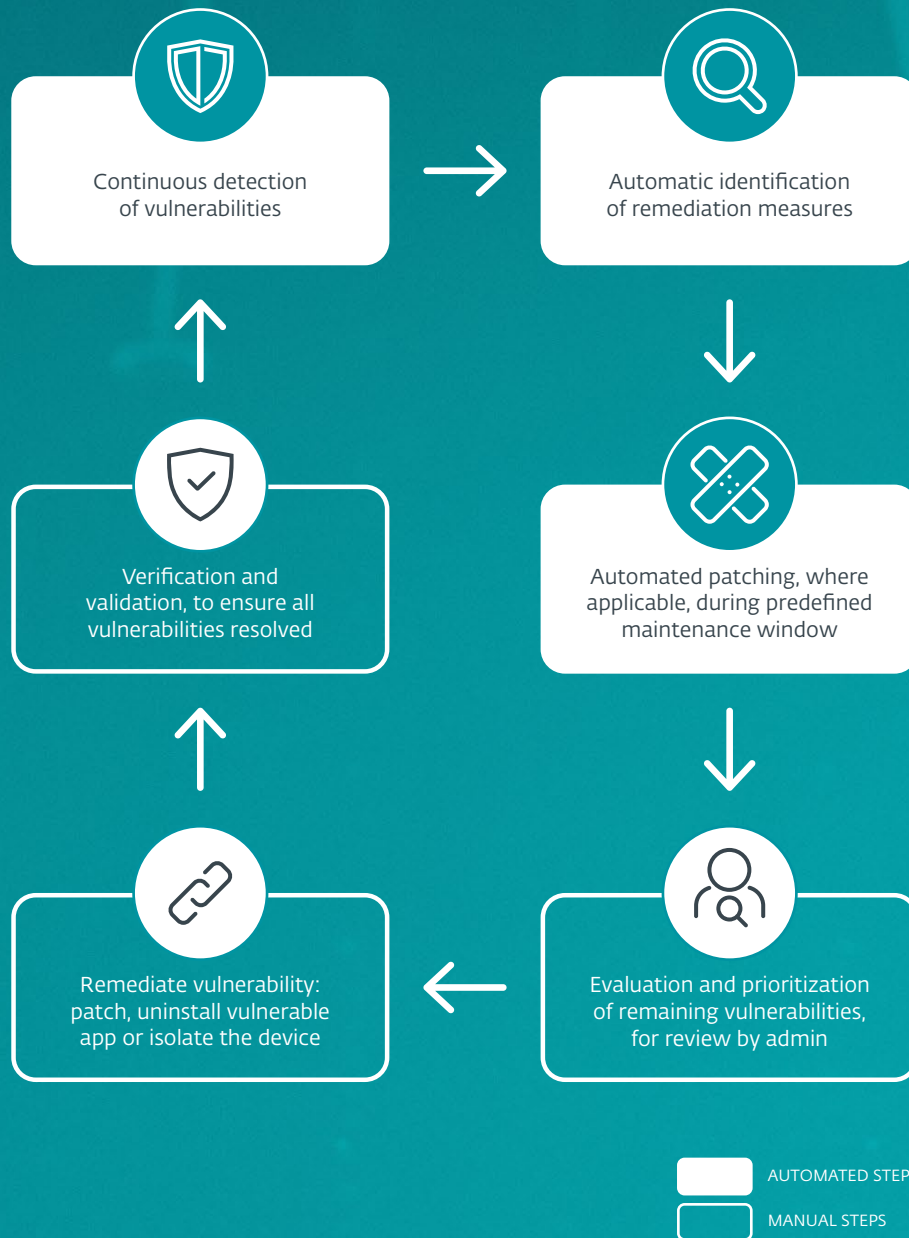 Continuous detection
of vulnerabilities
Automatic identification
of remediation measures
Verification and
validation, to ensure all
vulnerabilities resolved
Automated patching, where
applicable, during predefined
maintenance window
Remediate vulnerability:
patch, uninstall vulnerable
app or isolate the device
Evaluation and prioritization
of remaining vulnerabilities,
for review by admin
AUTOMATED STEP
MANUAL STEPS